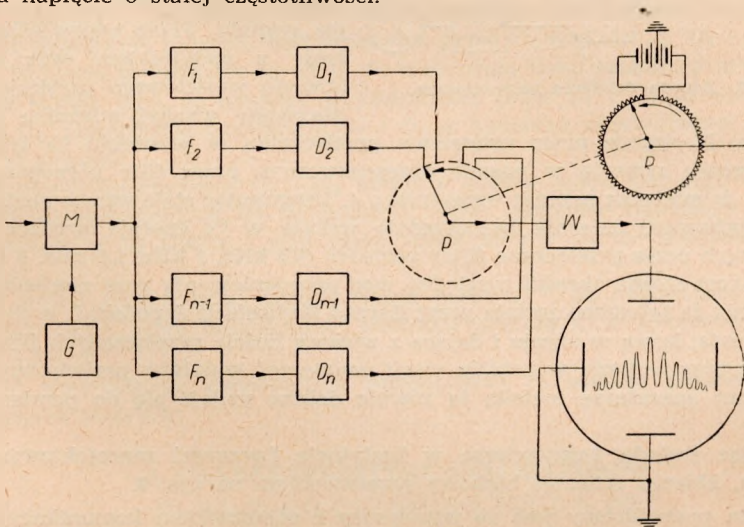 napięcie o stałej częstotliwości.
F1 D1
F2 D2
p
p
M
W
G
Fn-1 Dn-1
Fn Dn